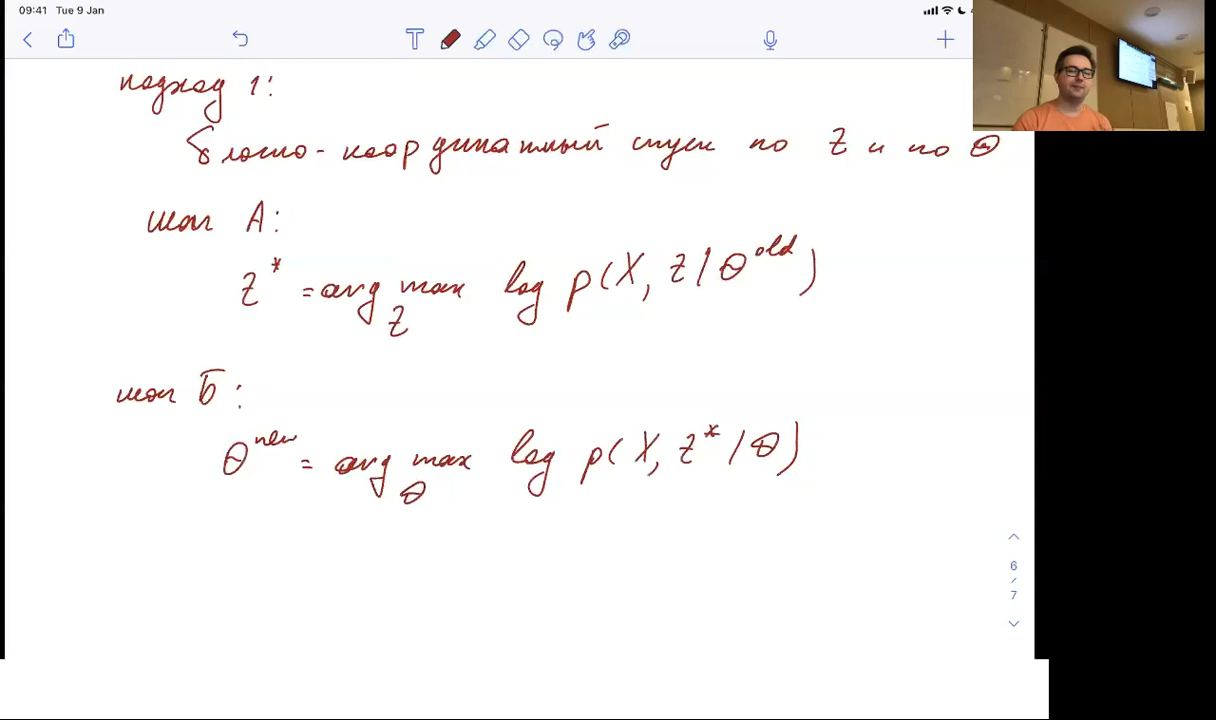 09:41 Tue 9 Jan
подход 1:
блочно-координатный спуск по Z и по Θ
шаг А:
Z* = arg max log p(X, Z | Θ^old)
Z
шаг Б:
Θ^new = arg max log p(X, Z* | Θ)
Θ
6
/
7